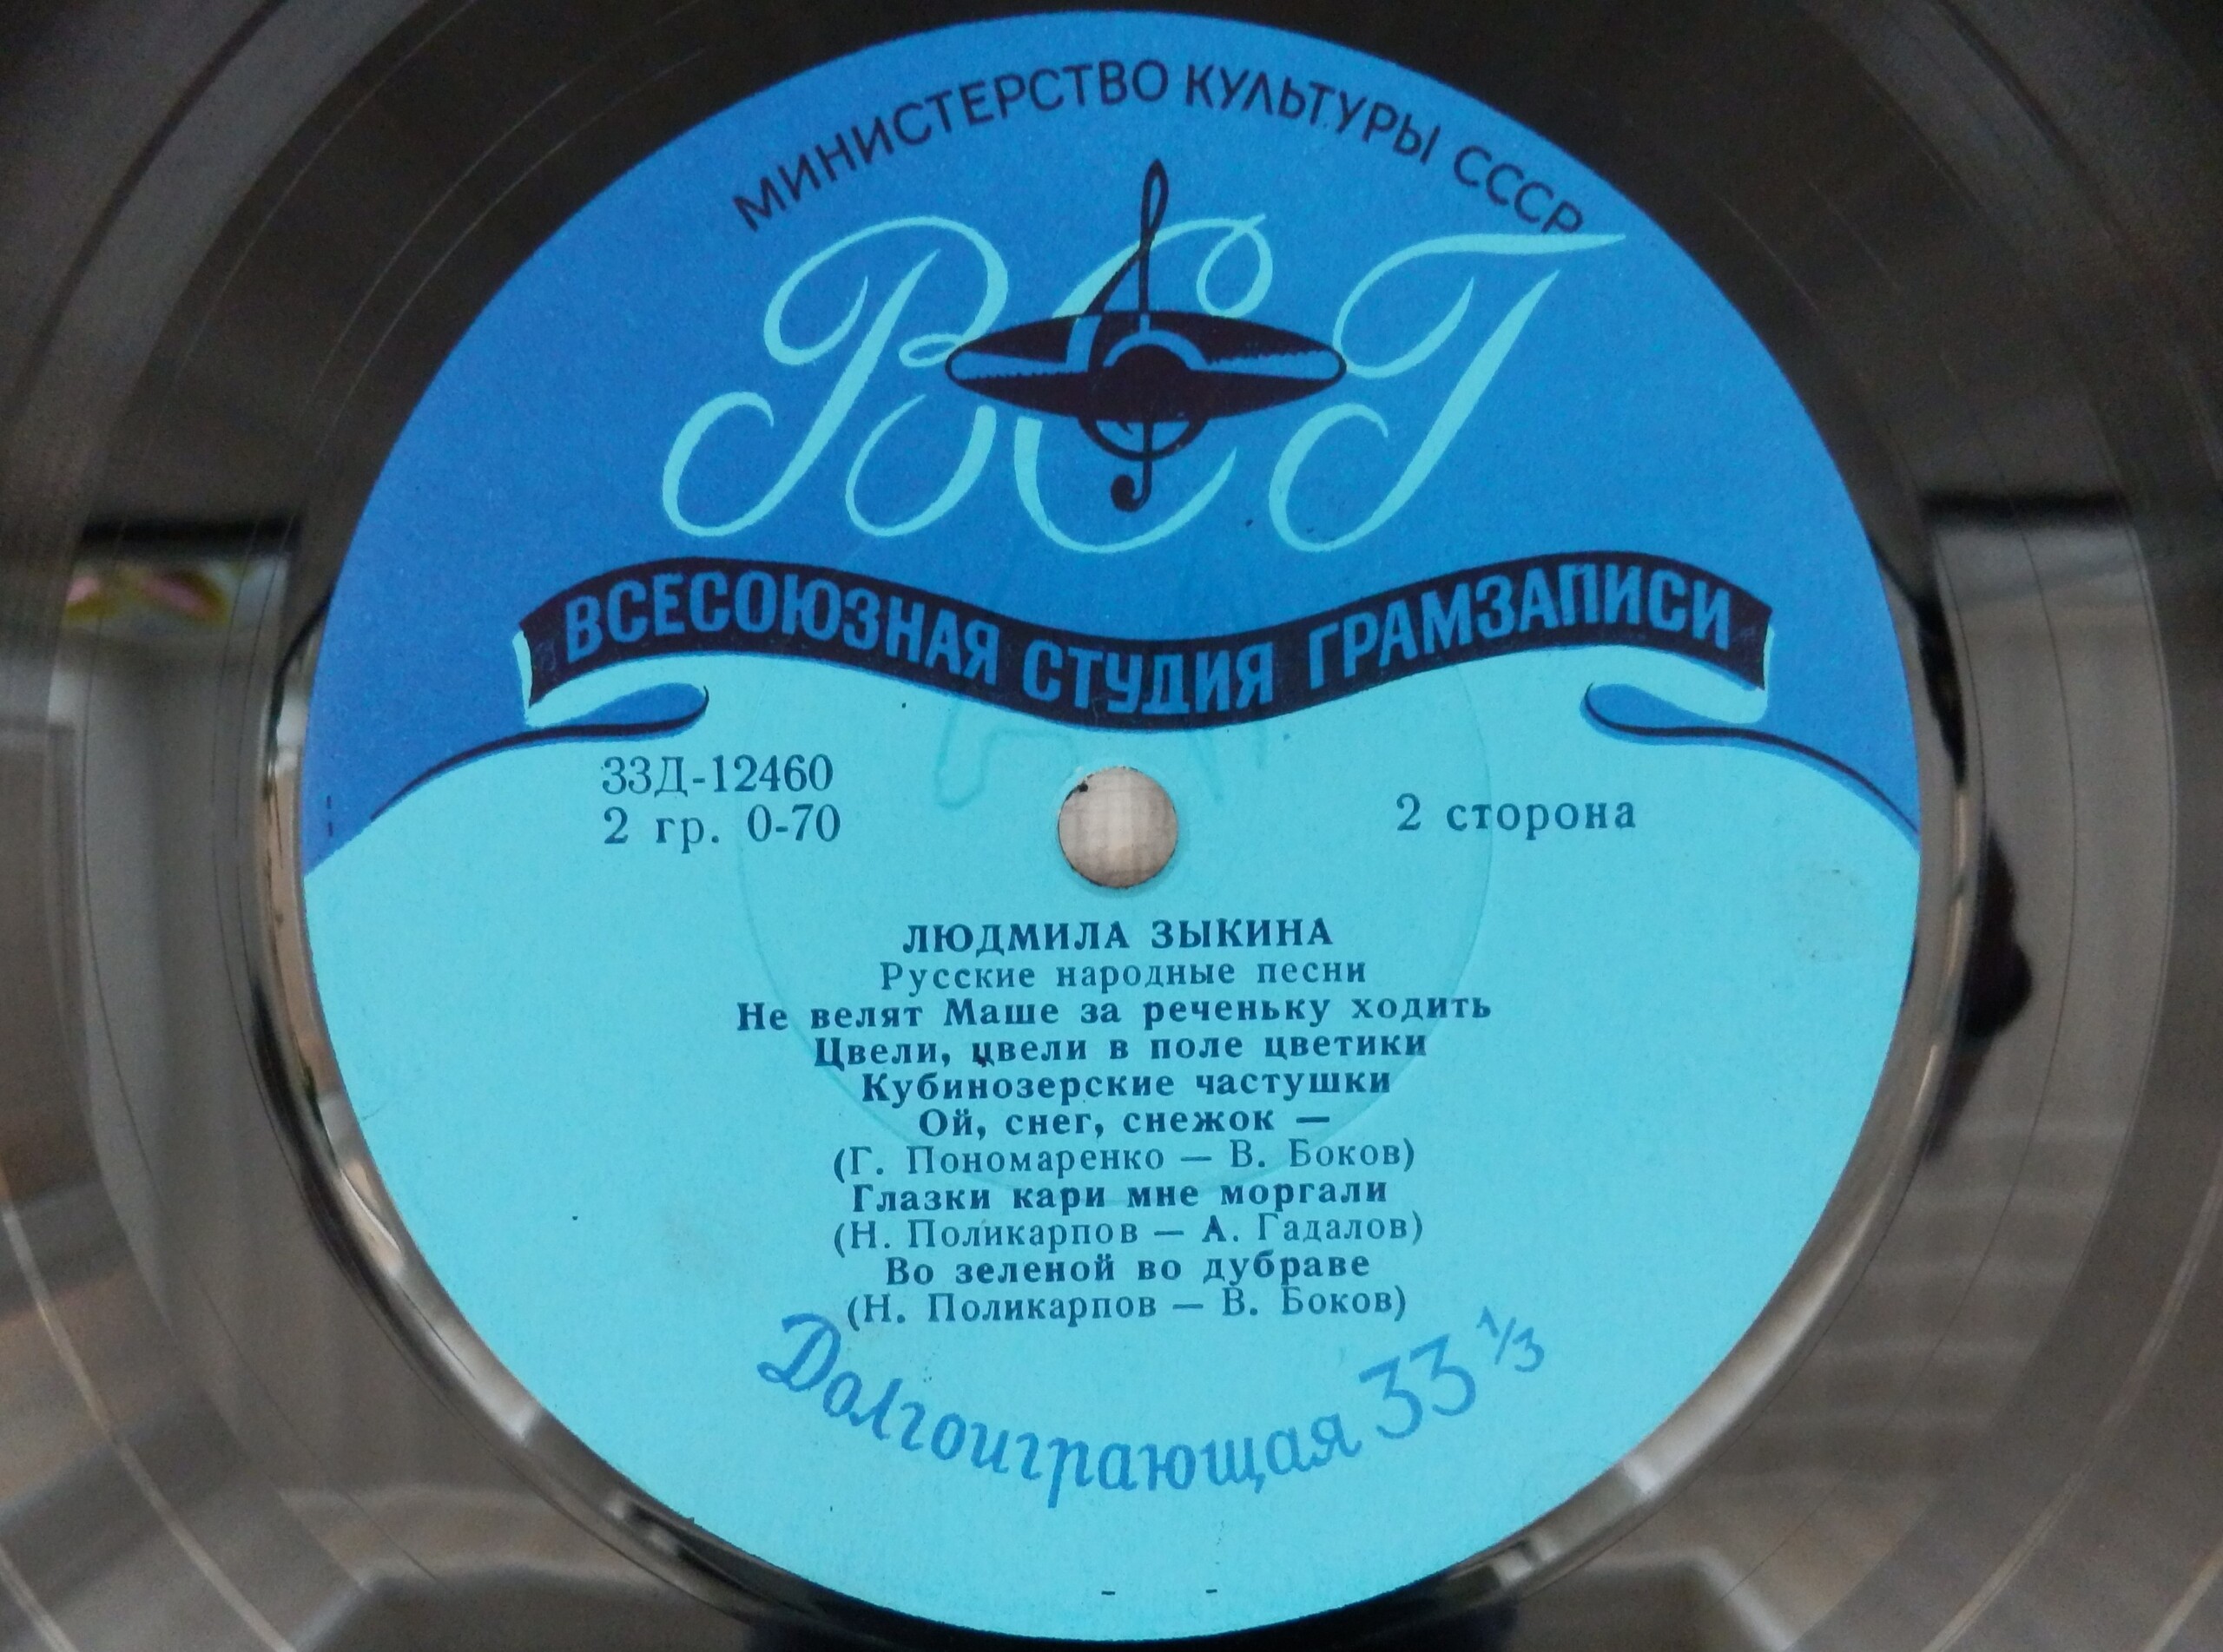 МИНИСТЕРСТВО КУЛЬТУРЫ СССР
ВСГ
ВСЕСОЮЗНАЯ СТУДИЯ ГРАМЗАПИСИ
33Д-12460
2 гр. 0-70
2 сторона
ЛЮДМИЛА ЗЫКИНА
Русские народные песни
Не велят Маше за реченьку ходить
Цвели, цвели в поле цветики
Кубинозерские частушки
Ой, снег, снежок —
(Г. Пономаренко — В. Боков)
Глазки кари мне моргали
(Н. Поликарпов — А. Гадалов)
Во зеленой во дубраве
(Н. Поликарпов — В. Боков)
Долгоиграющая 33 1/3